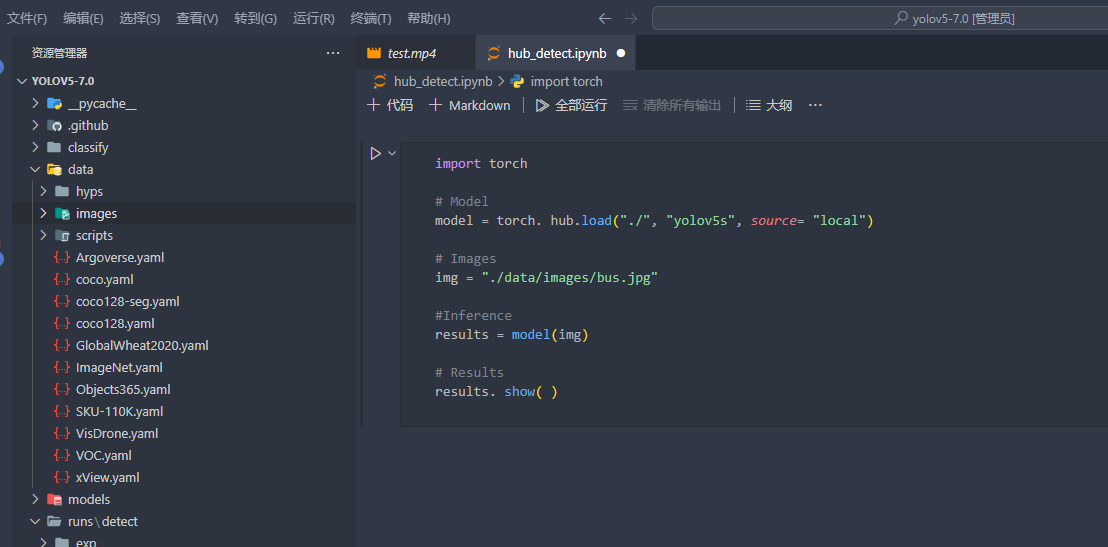 文件(F) 编辑(E) 选择(S) 查看(V) 转到(G) 运行(R) 终端(T) 帮助(H) yolov5-7.0 [管理员]
资源管理器
YOLOV5-7.0
__pycache__
.github
classify
data
hyps
images
scripts
Argoverse.yaml
coco.yaml
coco128-seg.yaml
coco128.yaml
GlobalWheat2020.yaml
ImageNet.yaml
Objects365.yaml
SKU-110K.yaml
VisDrone.yaml
VOC.yaml
xView.yaml
models
runs\detect
exp
test.mp4 hub_detect.ipynb
hub_detect.ipynb > import torch
代码 Markdown 全部运行 清除所有输出 大纲 ···
import torch
# Model
model = torch. hub.load("./", "yolov5s", source= "local")
# Images
img = "./data/images/bus.jpg"
#Inference
results = model(img)
# Results
results. show( )